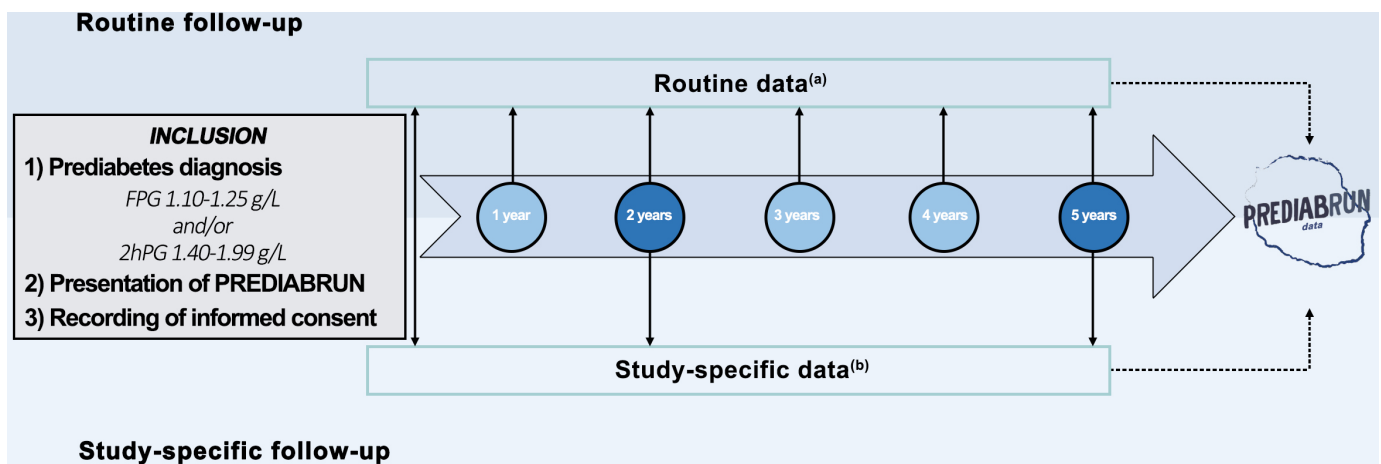 Routine follow-up
Routine data(a)
INCLUSION
1) Prediabetes diagnosis
FPG 1.10-1.25 g/L
and/or
2hPG 1.40-1.99 g/L
2) Presentation of PREDIABRUN
3) Recording of informed consent
1 year
2 years
3 years
4 years
5 years
PREDIABRUN
data
Study-specific data(b)
Study-specific follow-up